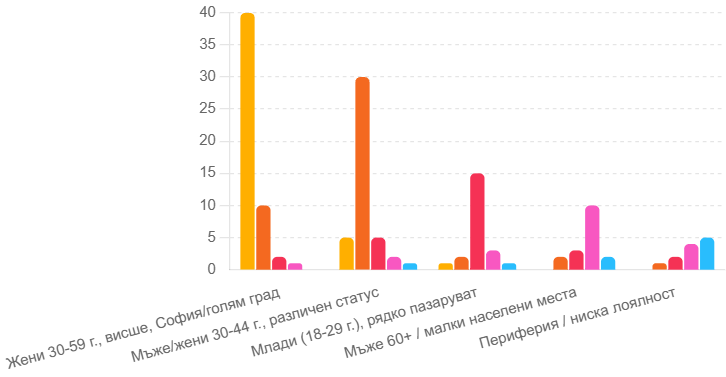 40
35
30
25
20
15
10
5
0
Жени 30-59 г., висше, София/голям град
Мъже/жени 30-44 г., различен статус
Млади (18-29 г.), рядко пазаруват
Мъже 60+ / малки населени места
Периферия / ниска лоялност